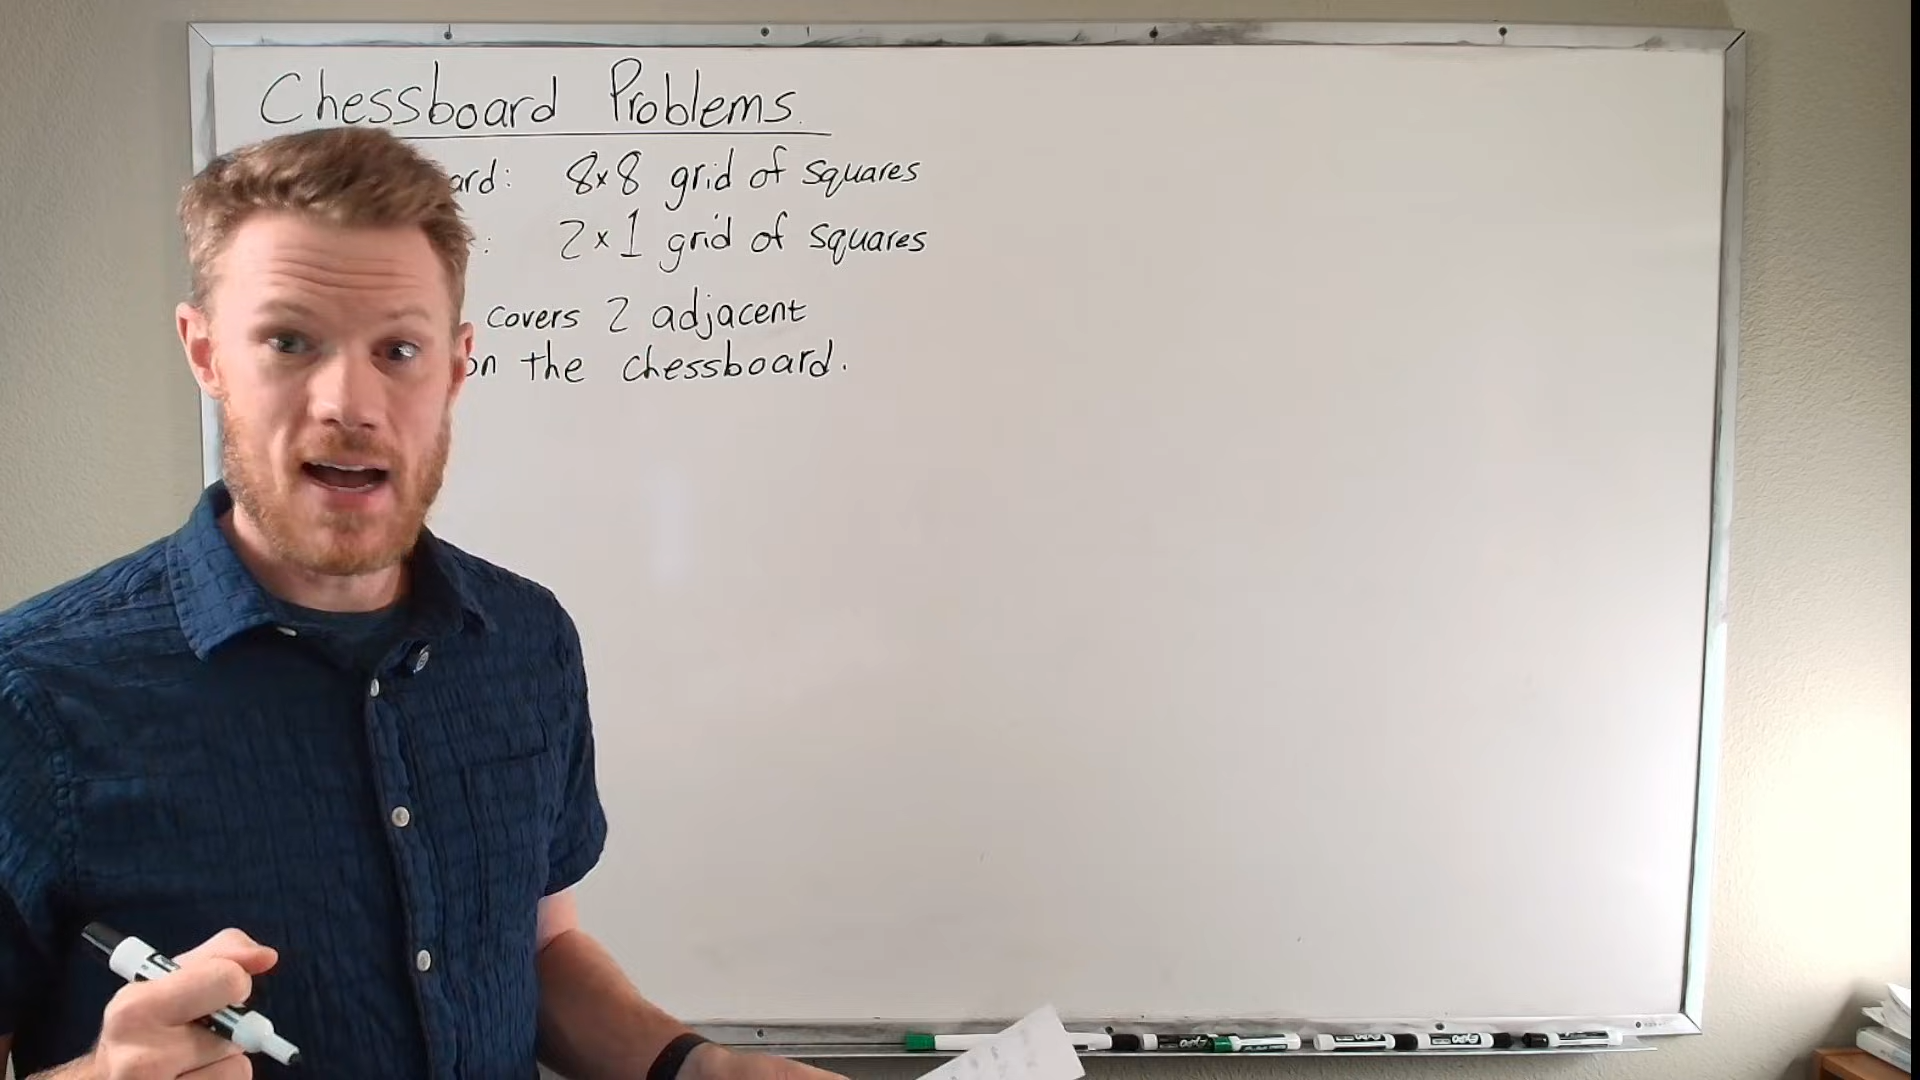 Chessboard Problems.
ard: 8x8 grid of squares
: 2x1 grid of squares
covers 2 adjacent
on the chessboard.